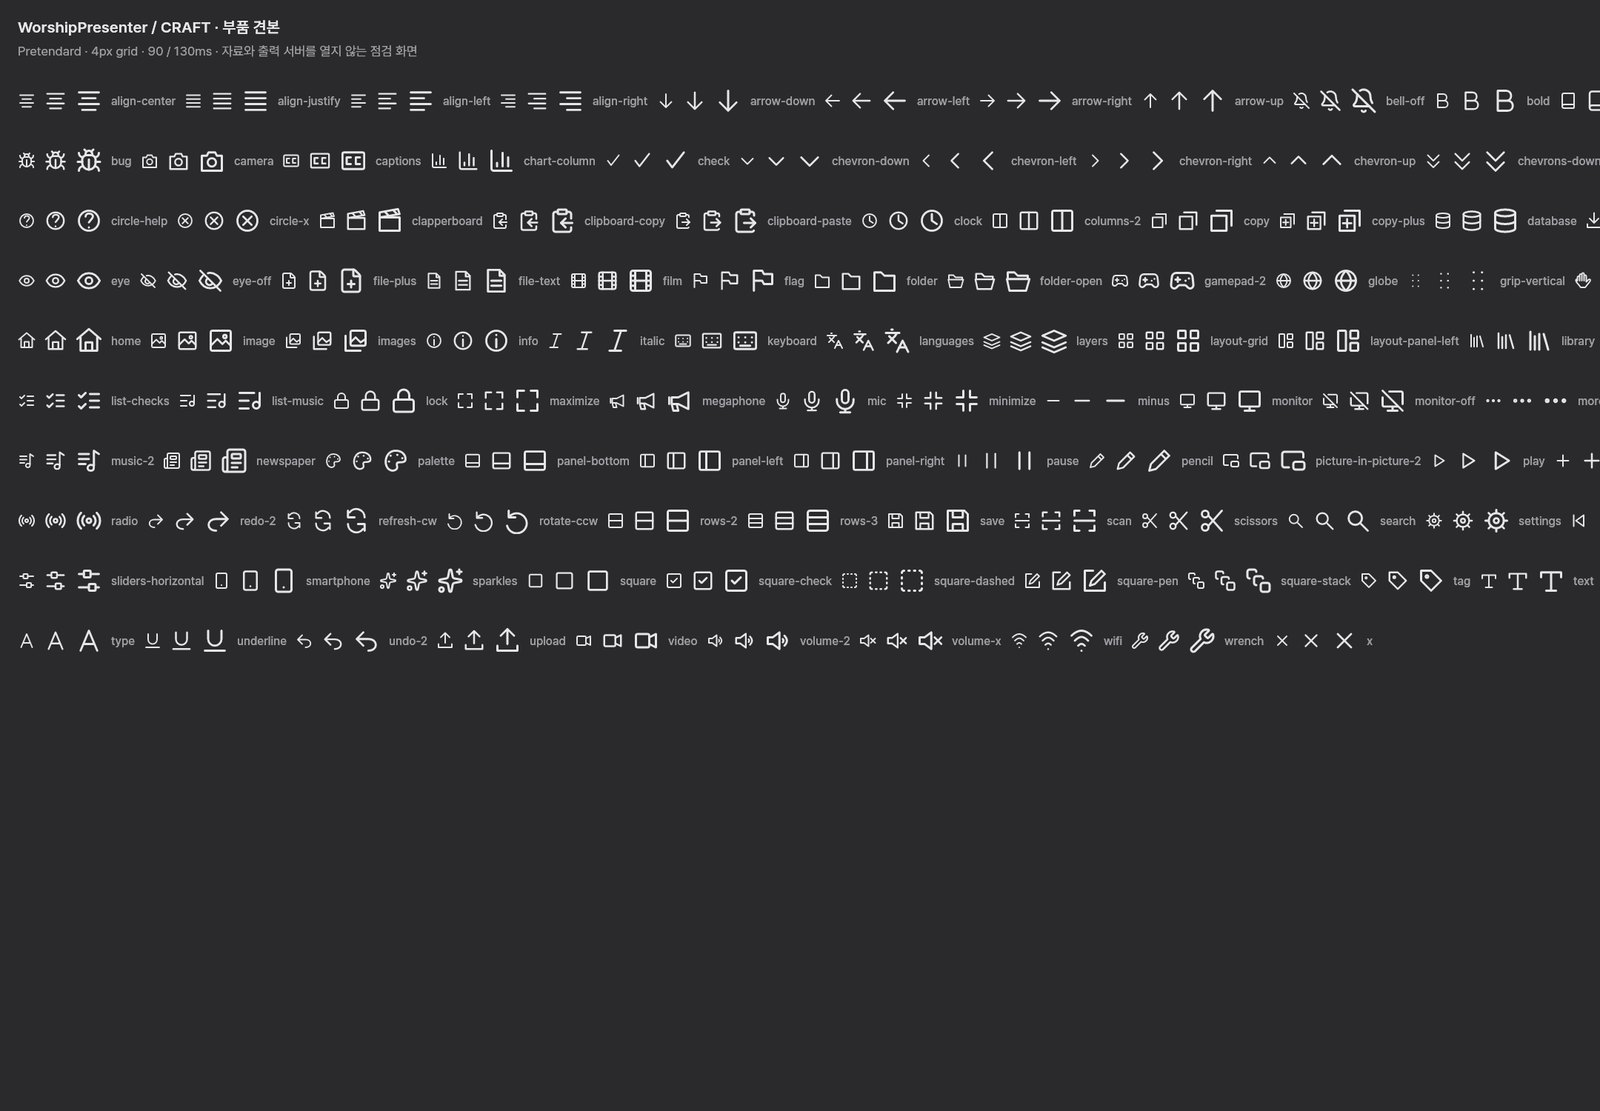 WorshipPresenter / CRAFT · 부품 견본
Pretendard · 4px grid · 90 / 130ms · 자료와 출력 서버를 열지 않는 점검 화면
align-center align-justify align-left align-right arrow-down arrow-left arrow-right arrow-up bell-off bold
bug camera captions chart-column check chevron-down chevron-left chevron-right chevron-up chevrons-down
circle-help circle-x clapperboard clipboard-copy clipboard-paste clock columns-2 copy copy-plus database
eye eye-off file-plus file-text film flag folder folder-open gamepad-2 globe grip-vertical
home image images info italic keyboard languages layers layout-grid layout-panel-left library
list-checks list-music lock maximize megaphone mic minimize minus monitor monitor-off
music-2 newspaper palette panel-bottom panel-left panel-right pause pencil picture-in-picture-2 play
radio redo-2 refresh-cw rotate-ccw rows-2 rows-3 save scan scissors search settings
sliders-horizontal smartphone sparkles square square-check square-dashed square-pen square-stack tag text
type underline undo-2 upload video volume-2 volume-x wifi wrench x